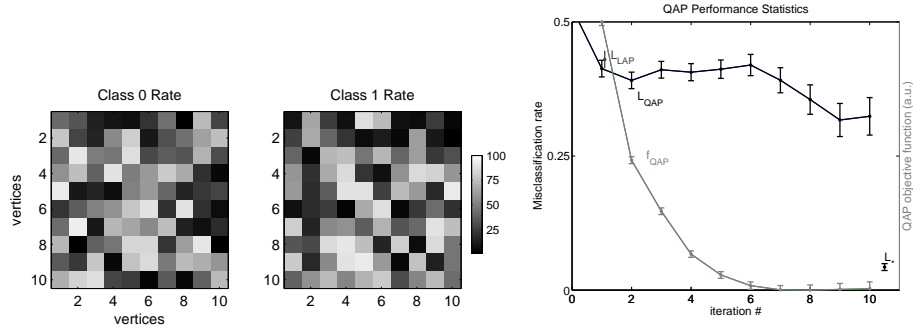 Class 0 Rate
2
4
6
8
10
vertices
2 4 6 8 10
vertices
Class 1 Rate
2
4
6
8
10
2 4 6 8 10
100
75
50
25
QAP Performance Statistics
0.5
0.25
0
Misclassification rate
0 2 4 6 8 10
iteration #
QAP objective function (a.u.)
L_LAP
L_QAP
f_QAP
L_*